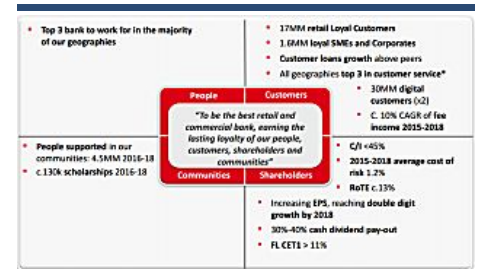 Top 3 bank to work for in the majority
of our geographies
17MM retail Loyal Customers
1.6MM loyal SMEs and Corporates
Customer loans growth above peers
All geographies top 3 in customer service*
30MM digital
customers (x2)
C. 10% CAGR of fee
income 2015-2018
People
Customers
"To be the best retail and
commercial bank, earning the
lasting loyalty of our people,
customers, shareholders and
communities"
Communities
Shareholders
People supported in our
communities: 4.5MM 2016-18
c.130k scholarships 2016-18
C/I <45%
2015-2018 average cost of
risk 1.2%
RoTE c.13%
Increasing EPS, reaching double digit
growth by 2018
30%-40% cash dividend pay-out
FL CET1 > 11%